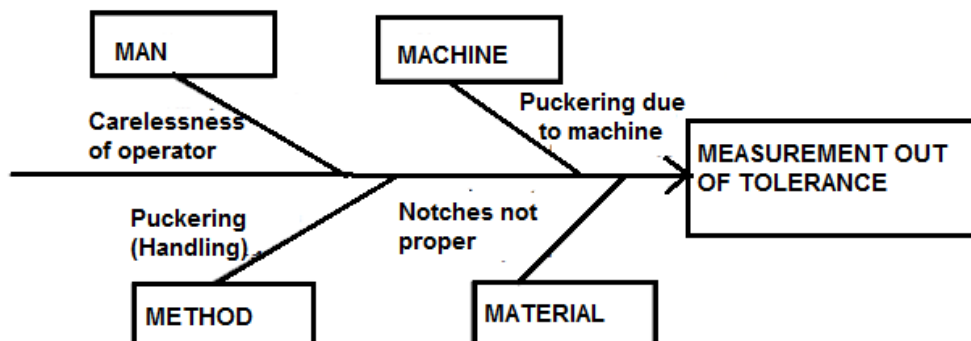 MAN
MACHINE
Carelessness
of operator
Puckering due
to machine
MEASUREMENT OUT
OF TOLERANCE
Puckering
(Handling)
Notches not
proper
METHOD
MATERIAL